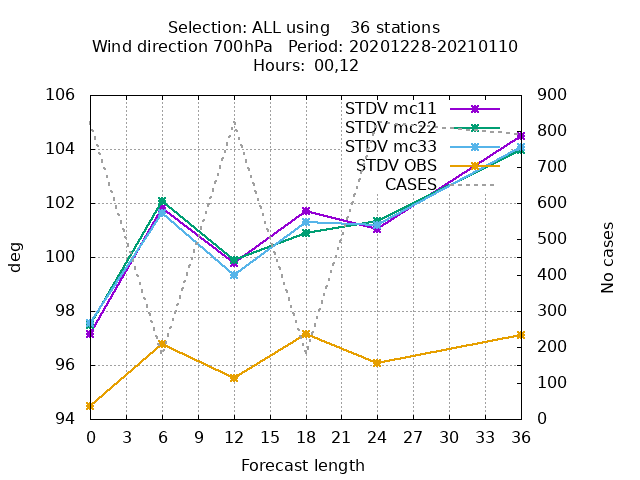 Selection: ALL using    36 stations
Wind direction 700hPa   Period: 20201228-20210110
Hours:  00,12
106
104
102
100
98
96
94
deg
900
800
700
600
500
400
300
200
100
0
No cases
STDV mc11
STDV mc22
STDV mc33
STDV OBS
CASES
0 3 6 9 12 15 18 21 24 27 30 33 36
Forecast length